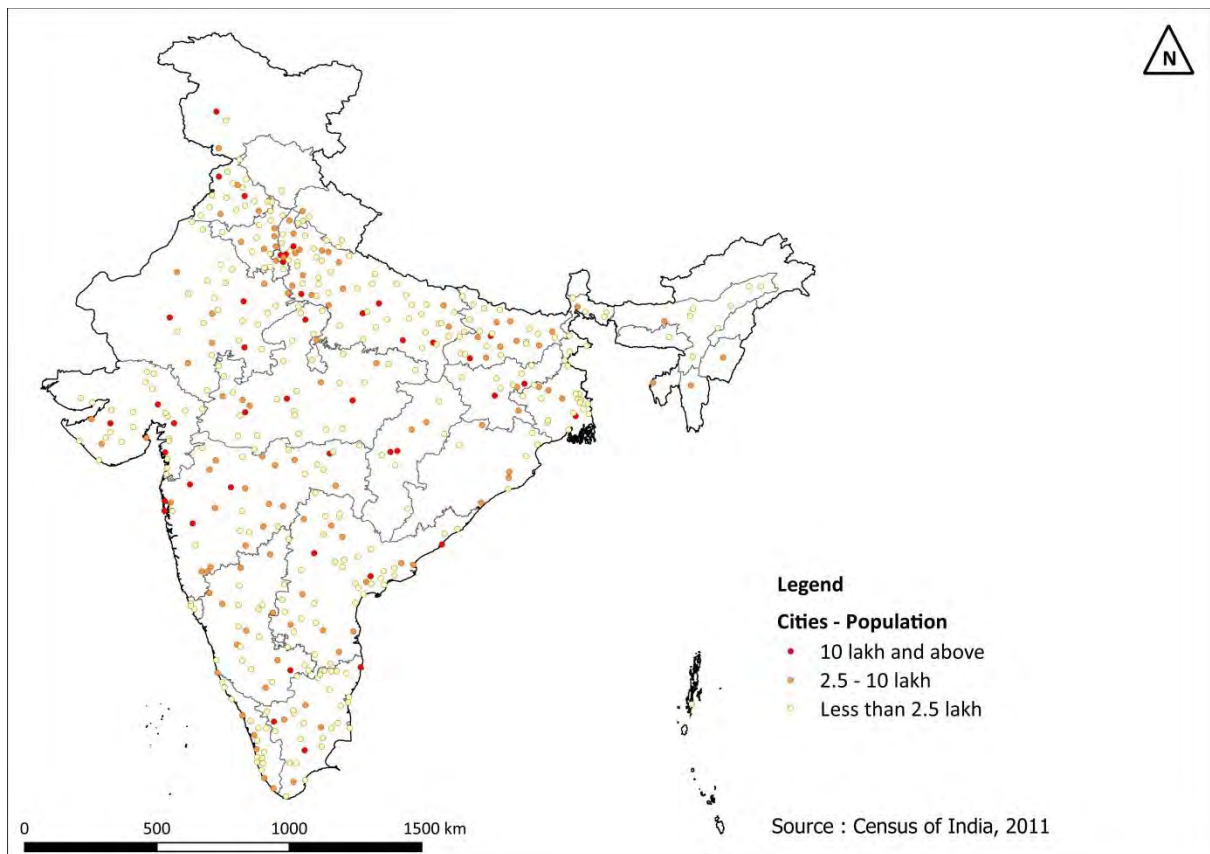 N
Legend
Cities - Population
10 lakh and above
2.5 - 10 lakh
Less than 2.5 lakh
0 500 1000 1500 km
Source : Census of India, 2011